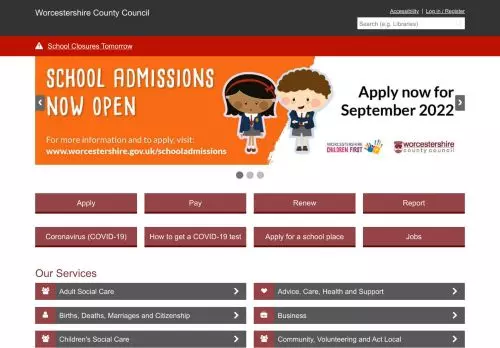 Worcestershire County Council
Accessibility | Log in / Register
Search (e.g. Libraries)
School Closures Tomorrow
SCHOOL ADMISSIONS
NOW OPEN
For more information and to apply, visit:
www.worcestershire.gov.uk/schooladmissions
Apply now for
September 2022
WORCESTERSHIRE
CHILDREN FIRST
worcestershire
county council
Apply
Pay
Renew
Report
Coronavirus (COVID-19)
How to get a COVID-19 test
Apply for a school place
Jobs
Our Services
Adult Social Care
Advice, Care, Health and Support
Births, Deaths, Marriages and Citizenship
Business
Children's Social Care
Community, Volunteering and Act Local